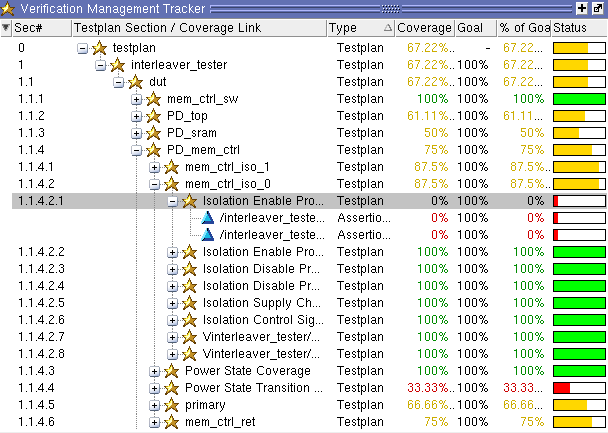 Verification Management Tracker
Sec# Testplan Section / Coverage Link Type Coverage Goal % of Goa Status
0 testplan Testplan 67.22%.. - 67.22...
1 interleaver_tester Testplan 67.22%.. 100% 67.22...
1.1 dut Testplan 67.22%.. 100% 67.22...
1.1.1 mem_ctrl_sw Testplan 100% 100% 100%
1.1.2 PD_top Testplan 61.11%.. 100% 61.11...
1.1.3 PD_sram Testplan 50% 100% 50%
1.1.4 PD_mem_ctrl Testplan 75% 100% 75%
1.1.4.1 mem_ctrl_iso_1 Testplan 87.5%.. 100% 87.5%...
1.1.4.2 mem_ctrl_iso_0 Testplan 87.5%.. 100% 87.5%...
1.1.4.2.1 Isolation Enable Pro... Testplan 0% 100% 0%
/interleaver_teste... Assertio... 0% 100% 0%
/interleaver_teste... Assertio... 0% 100% 0%
1.1.4.2.2 Isolation Enable Pro... Testplan 100% 100% 100%
1.1.4.2.3 Isolation Disable Pr... Testplan 100% 100% 100%
1.1.4.2.4 Isolation Disable Pr... Testplan 100% 100% 100%
1.1.4.2.5 Isolation Supply Ch... Testplan 100% 100% 100%
1.1.4.2.6 Isolation Control Sig... Testplan 100% 100% 100%
1.1.4.2.7 Vinterleaver_tester/... Testplan 100% 100% 100%
1.1.4.2.8 Vinterleaver_tester/... Testplan 100% 100% 100%
1.1.4.3 Power State Coverage Testplan 100% 100% 100%
1.1.4.4 Power State Transition ... Testplan 33.33%.. 100% 33.33...
1.1.4.5 primary Testplan 66.66%.. 100% 66.66...
1.1.4.6 mem_ctrl_ret Testplan 75% 100% 75%